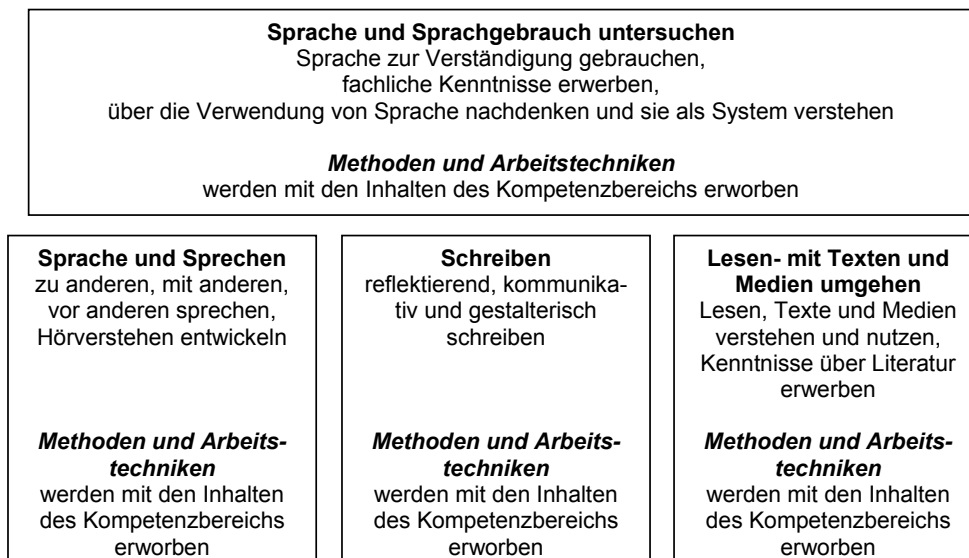 Sprache und Sprachgebrauch untersuchen
Sprache zur Verständigung gebrauchen,
fachliche Kenntnisse erwerben,
über die Verwendung von Sprache nachdenken und sie als System verstehen
Methoden und Arbeitstechniken
werden mit den Inhalten des Kompetenzbereichs erworben
Sprache und Sprechen
zu anderen, mit anderen,
vor anderen sprechen,
Hörverstehen entwickeln
Methoden und Arbeits-
techniken
werden mit den Inhalten
des Kompetenzbereichs
erworben
Schreiben
reflektierend, kommunika-
tiv und gestalterisch
schreiben
Methoden und Arbeits-
techniken
werden mit den Inhalten
des Kompetenzbereichs
erworben
Lesen- mit Texten und
Medien umgehen
Lesen, Texte und Medien
verstehen und nutzen,
Kenntnisse über Literatur
erwerben
Methoden und Arbeits-
techniken
werden mit den Inhalten
des Kompetenzbereichs
erworben